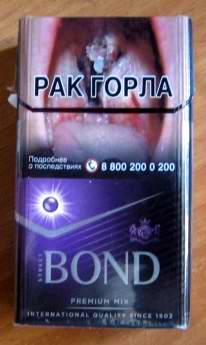 РАК ГОРЛА
Подробнее
о последствиях 8 800 200 0 200
STREET
BOND
PREMIUM MIX
INTERNATIONAL QUALITY SINCE 1902